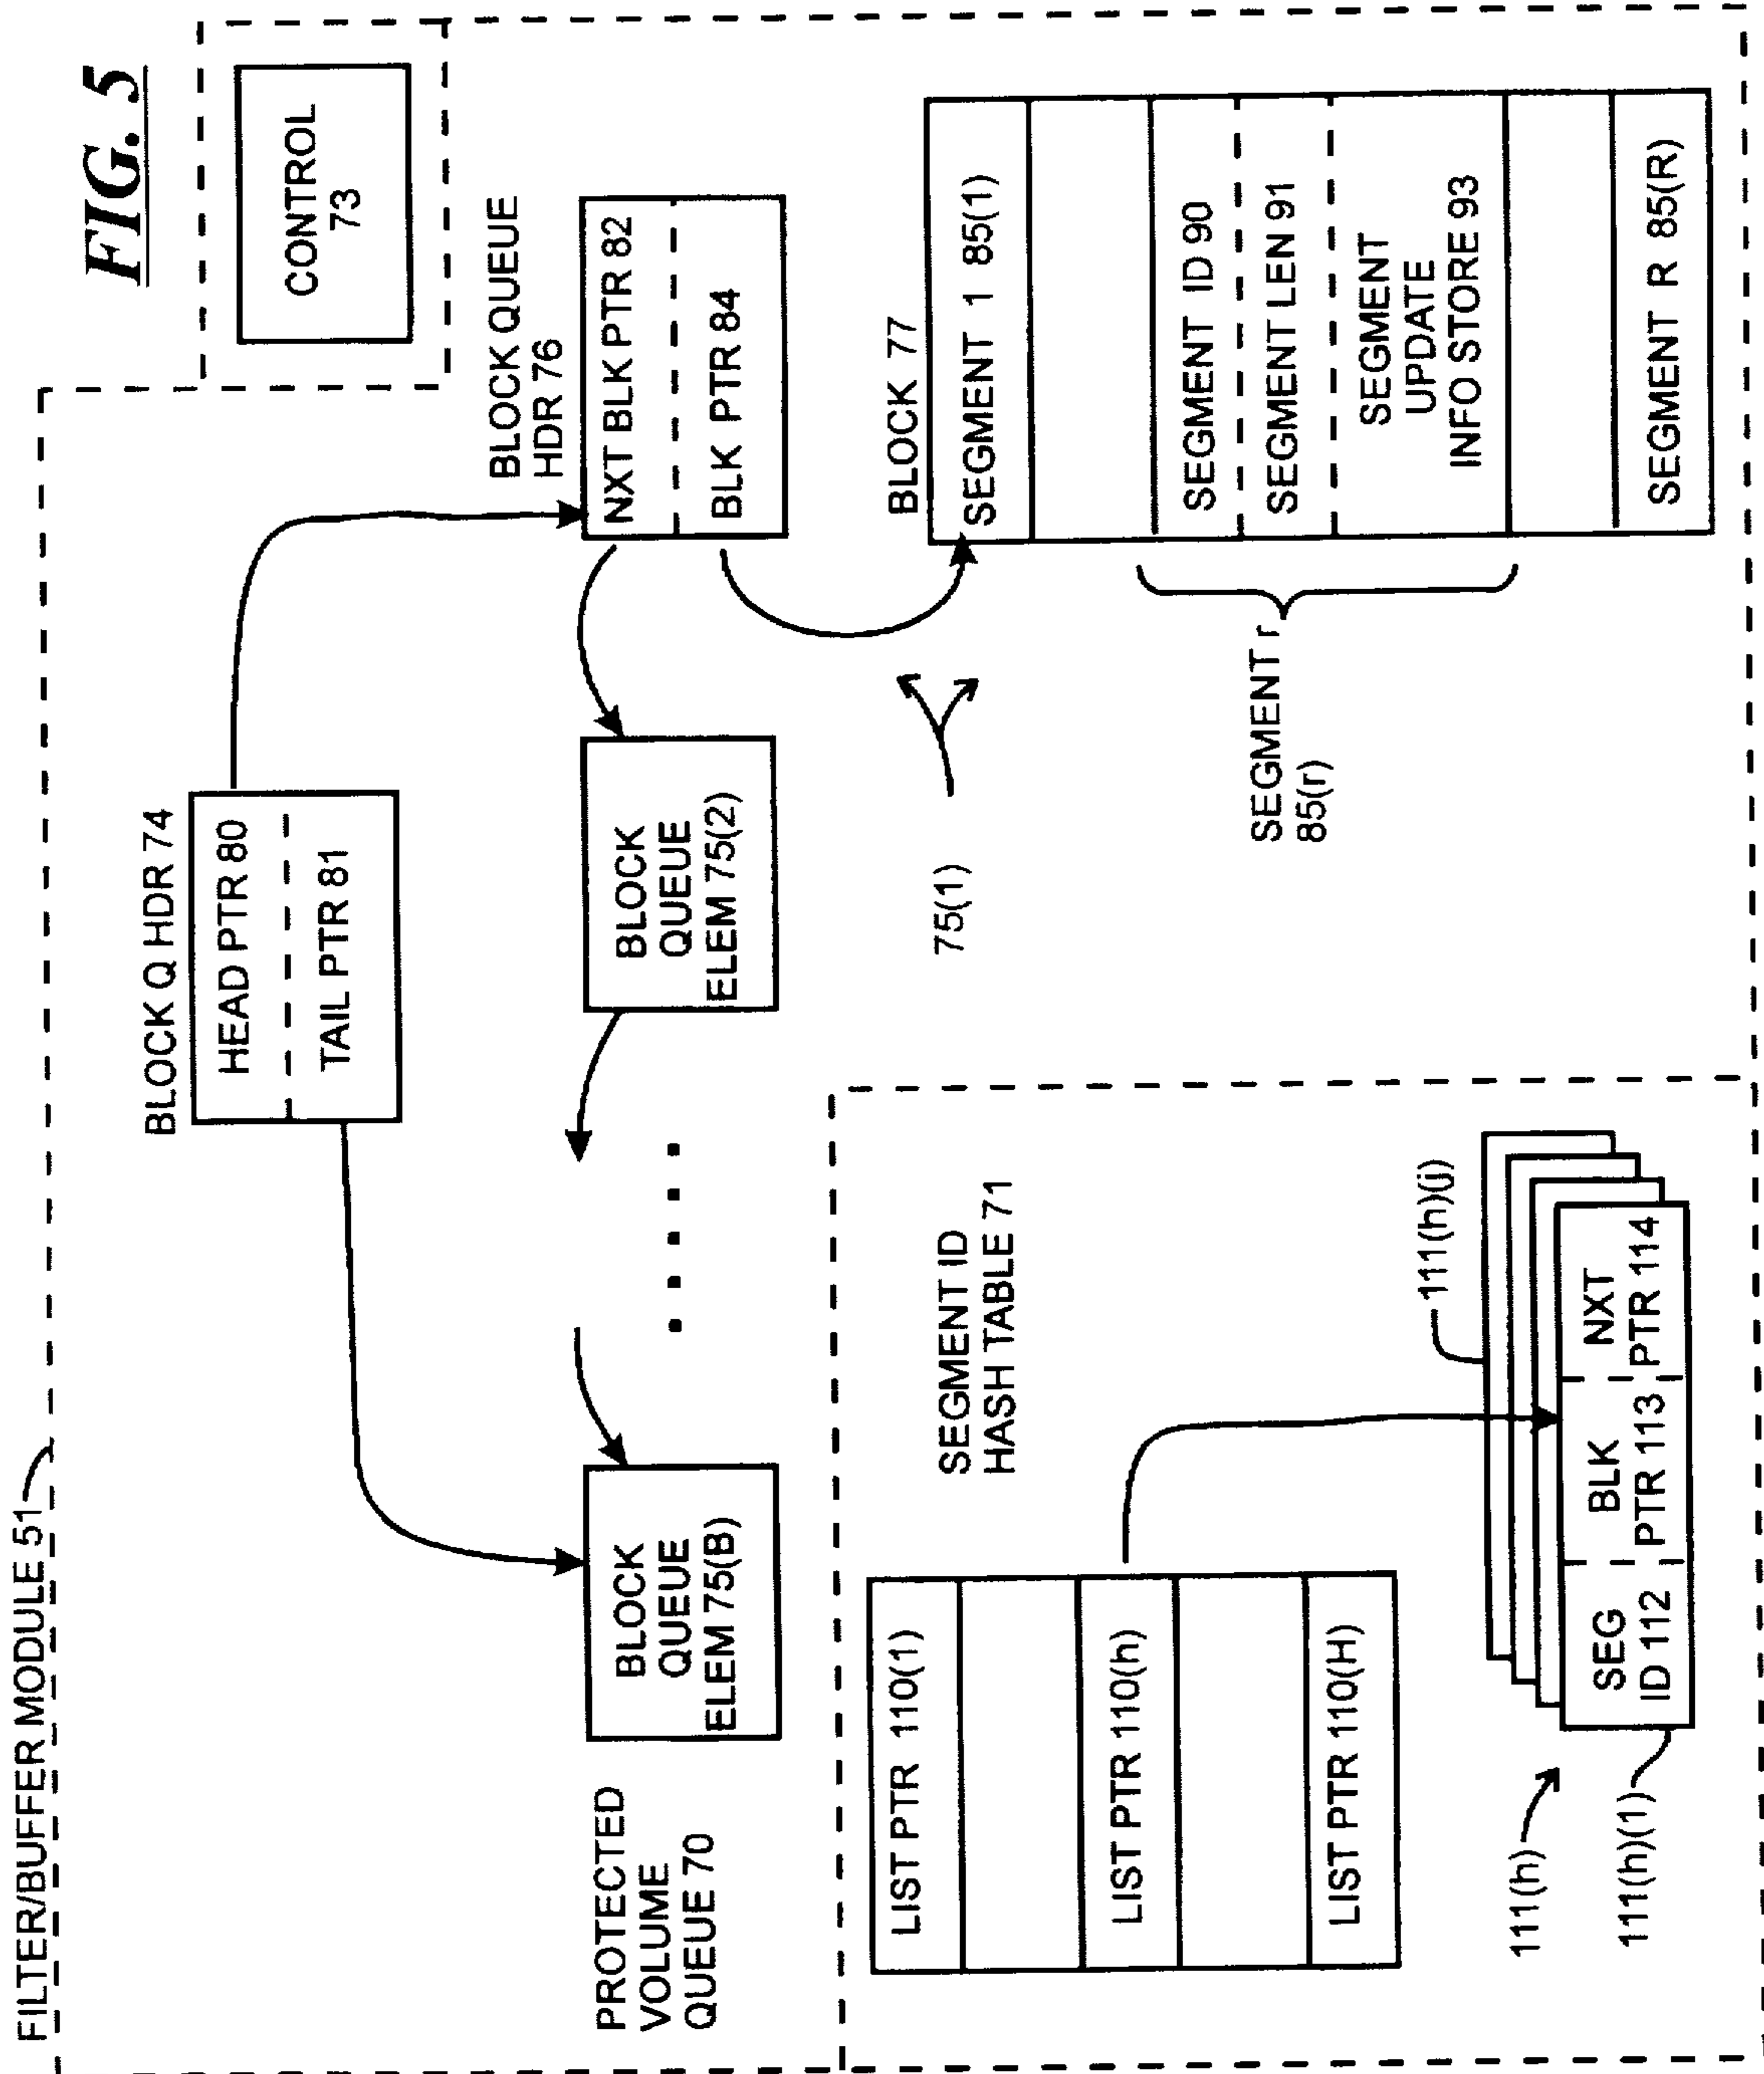 FIG. 5
FILTER/BUFFER MODULE 51
CONTROL
73
BLOCK Q HDR 74
HEAD PTR 80
TAIL PTR 81
PROTECTED
VOLUME
QUEUE 70
BLOCK
QUEUE
ELEM 75(B)
BLOCK
QUEUE
ELEM 75(2)
BLOCK QUEUE
HDR 76
NXT BLK PTR 82
BLK PTR 84
75(1)
BLOCK 77
SEGMENT 1 85(1)
SEGMENT ID 90
SEGMENT LEN 91
SEGMENT
UPDATE
INFO STORE 93
SEGMENT R 85(R)
SEGMENT r
85(r)
SEGMENT ID
HASH TABLE 71
LIST PTR 110(1)
LIST PTR 110(h)
LIST PTR 110(H)
111(h)
111(h)(1)
111(h)(j)
SEG
ID 112
BLK
PTR 113
NXT
PTR 114